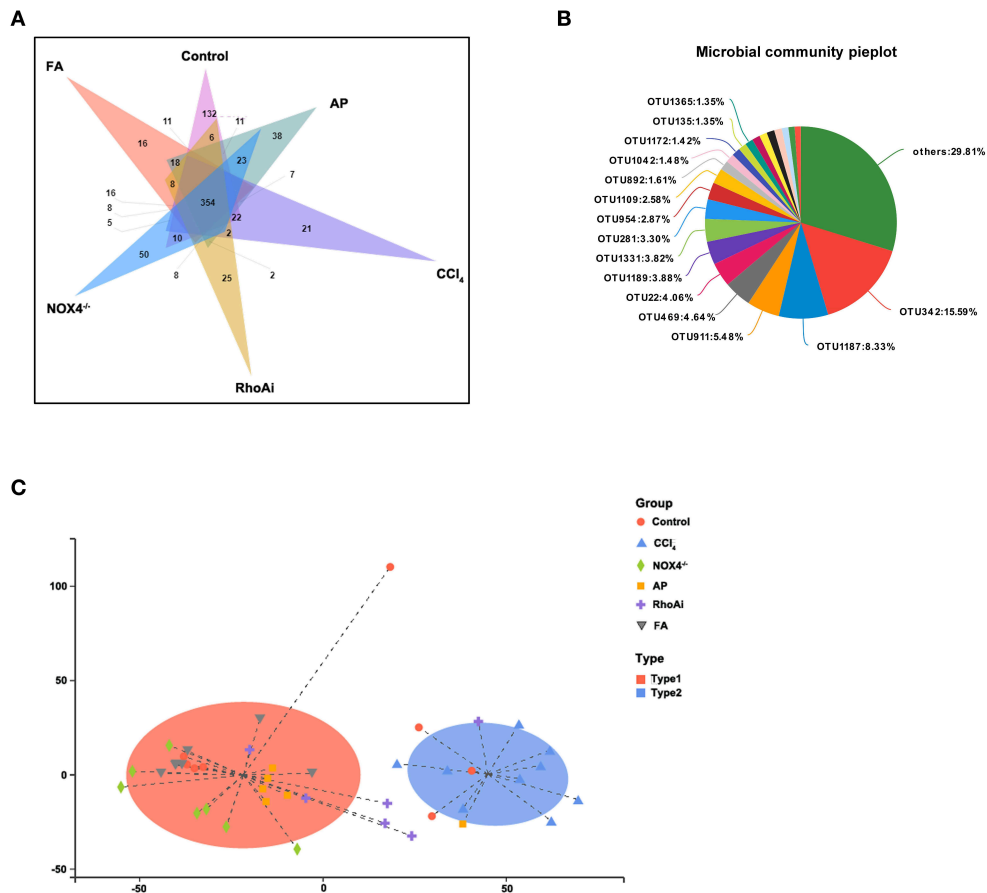 A
FA
Control
AP
132
11
11
6
38
16
18
23
8
7
16
354
8
22
5
21
2
10
50
8
25
2
CCl4
NOX4-/-
RhoAi
B
Microbial community pieplot
OTU1365:1.35%
OTU135:1.35%
OTU1172:1.42%
OTU1042:1.48%
OTU892:1.61%
OTU1109:2.58%
OTU954:2.87%
OTU281:3.30%
OTU1331:3.82%
OTU1189:3.88%
OTU22:4.06%
OTU469:4.64%
OTU911:5.48%
OTU1187:8.33%
OTU342:15.59%
others:29.81%
C
100
50
0
-50
-50
0
50
Group
Control
CCl4
NOX4-/-
AP
RhoAi
FA
Type
Type1
Type2